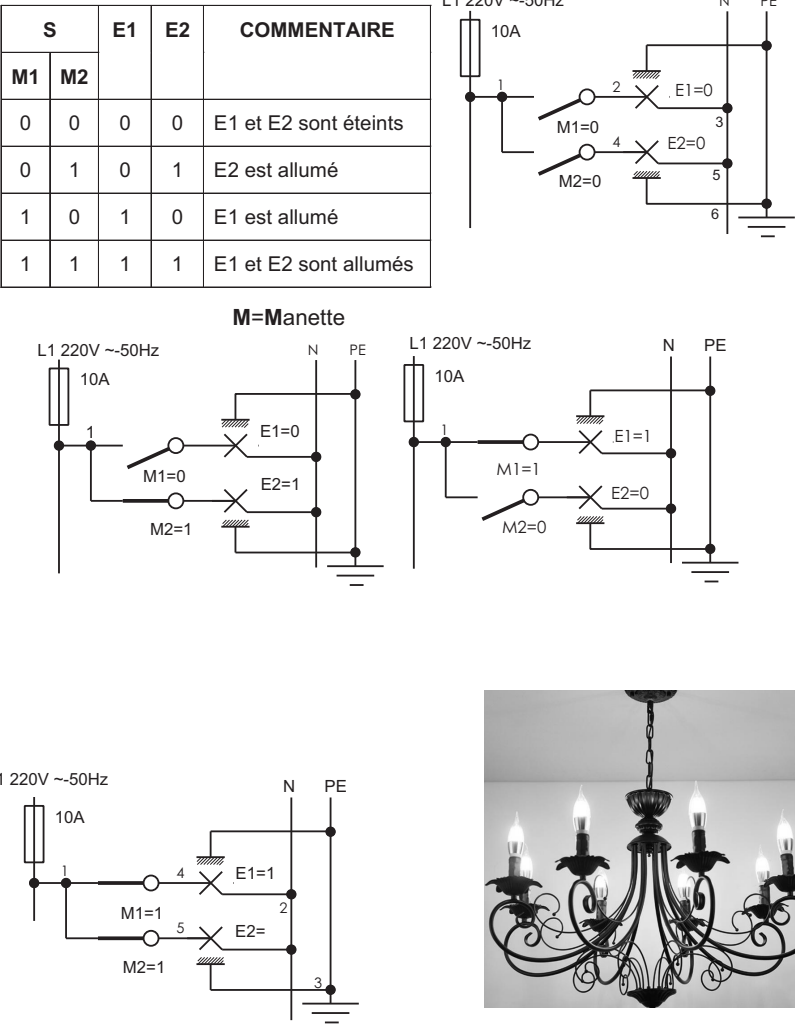 S E1 E2 COMMENTAIRE
M1 M2
0 0 0 0 E1 et E2 sont éteints
0 1 0 1 E2 est allumé
1 0 1 0 E1 est allumé
1 1 1 1 E1 et E2 sont allumés
L1 220V ~-50Hz
N PE
10A
1
2
E1=0
M1=0
3
4
E2=0
M2=0
5
6
M=Manette
L1 220V ~-50Hz
N PE
10A
1
E1=0
M1=0
E2=1
M2=1
L1 220V ~-50Hz
N PE
10A
1
E1=1
M1=1
E2=0
M2=0
1 220V ~-50Hz
N PE
10A
1
4
E1=1
M1=1
2
5
E2=
M2=1
3